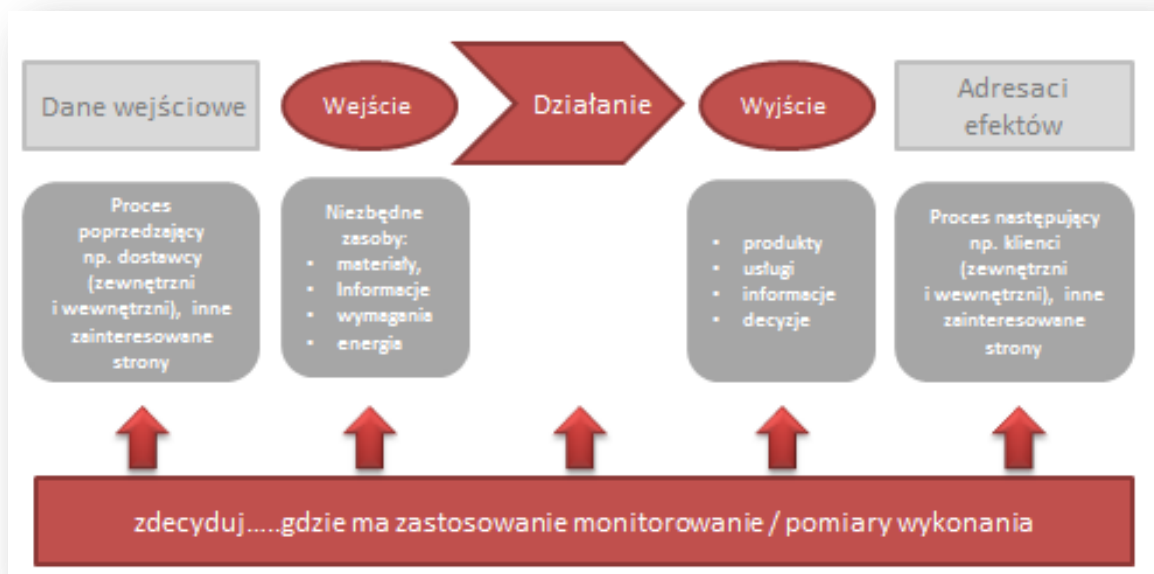 Dane wejściowe
Wejście
Działanie
Wyjście
Adresaci
efektów
Proces
poprzedzający
np. dostawcy
(zewnętrzni
i wewnętrzni), inne
zainteresowane
strony
Niezbędne
zasoby:
• materiały,
• Informacje
• wymagania
• energia
• produkty
• usługi
• informacje
• decyzje
Proces następujący
np. klienci
(zewnętrzni
i wewnętrzni), inne
zainteresowane
strony
zdecyduj.....gdzie ma zastosowanie monitorowanie / pomiary wykonania